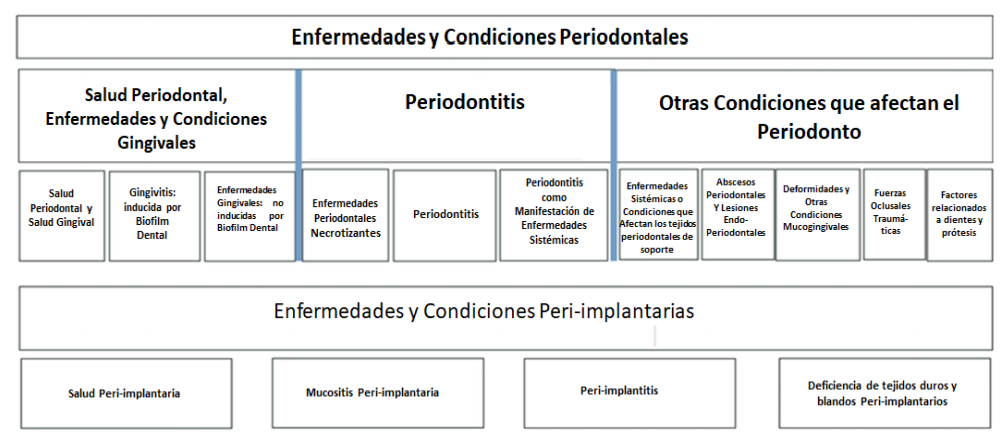 Enfermedades y Condiciones Periodontales
Salud Periodontal,
Enfermedades y Condiciones
Gingivales
Periodontitis
Otras Condiciones que afectan el
Periodonto
Salud
Periodontal y
Salud Gingival
Gingivitis:
inducida por
Biofilm
Dental
Enfermedades
Gingivales: no
inducidas por
Biofilm Dental
Enfermedades
Periodontales
Necrotizantes
Periodontitis
Periodontitis
como
Manifestación de
Enfermedades
Sistémicas
Enfermedades
Sistémicas o
Condiciones que
Afectan los tejidos
periodontales de
soporte
Abscesos
Periodontales
Y Lesiones
Endo-
Periodontales
Deformidades y
Otras
Condiciones
Mucogingivales
Fuerzas
Oclusales
Traumá-
ticas
Factores
relacionados
a dientes y
prótesis
Enfermedades y Condiciones Peri-implantarias
Salud Peri-implantaria
Mucositis Peri-implantaria
Peri-implantitis
Deficiencia de tejidos duros y
blandos Peri-implantarios